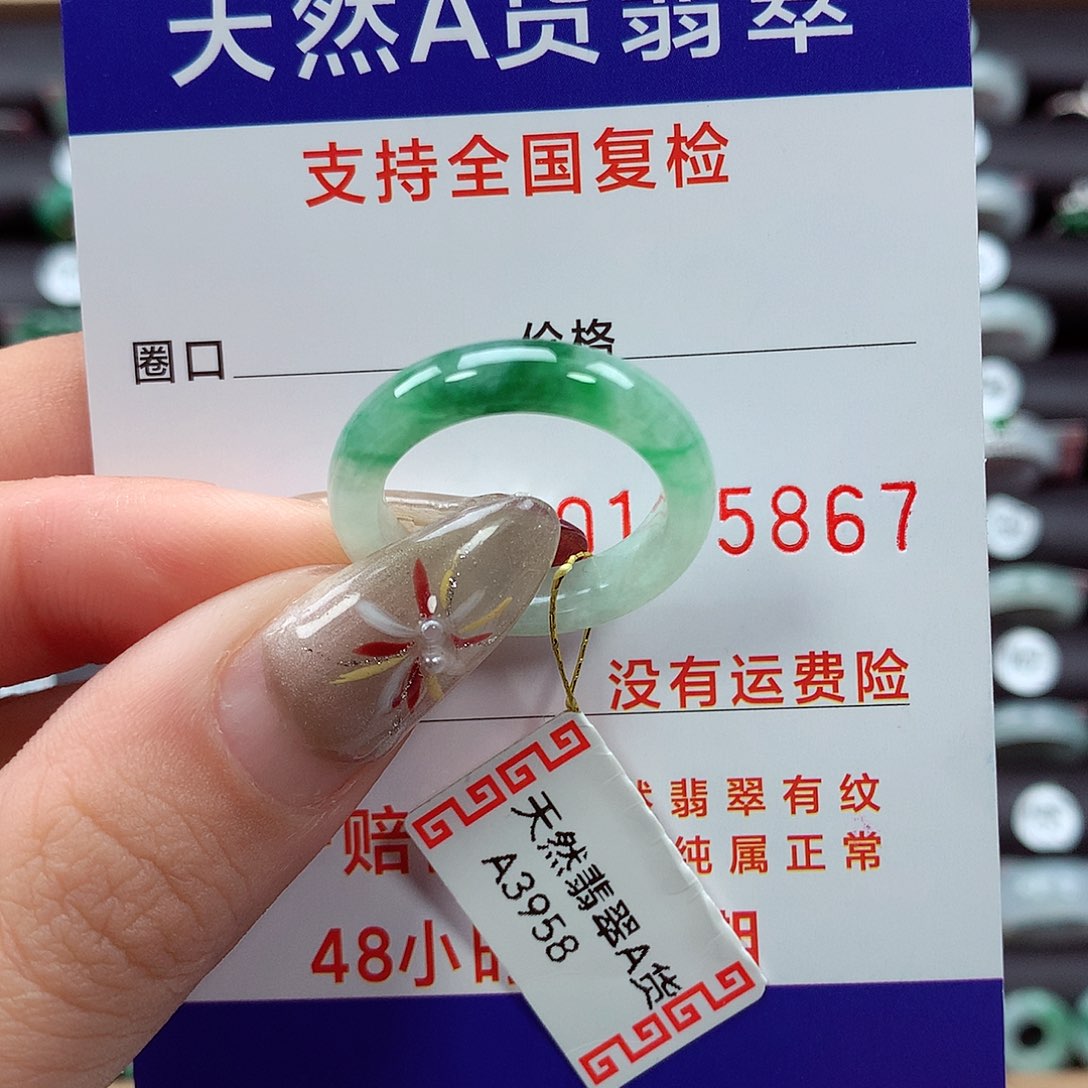 天然A货翡翠
支持全国复检
圈口
价格
01 5867
没有运费险
赔
翡翠有纹
纯属正常
48小时
天然翡翠A货
A3958